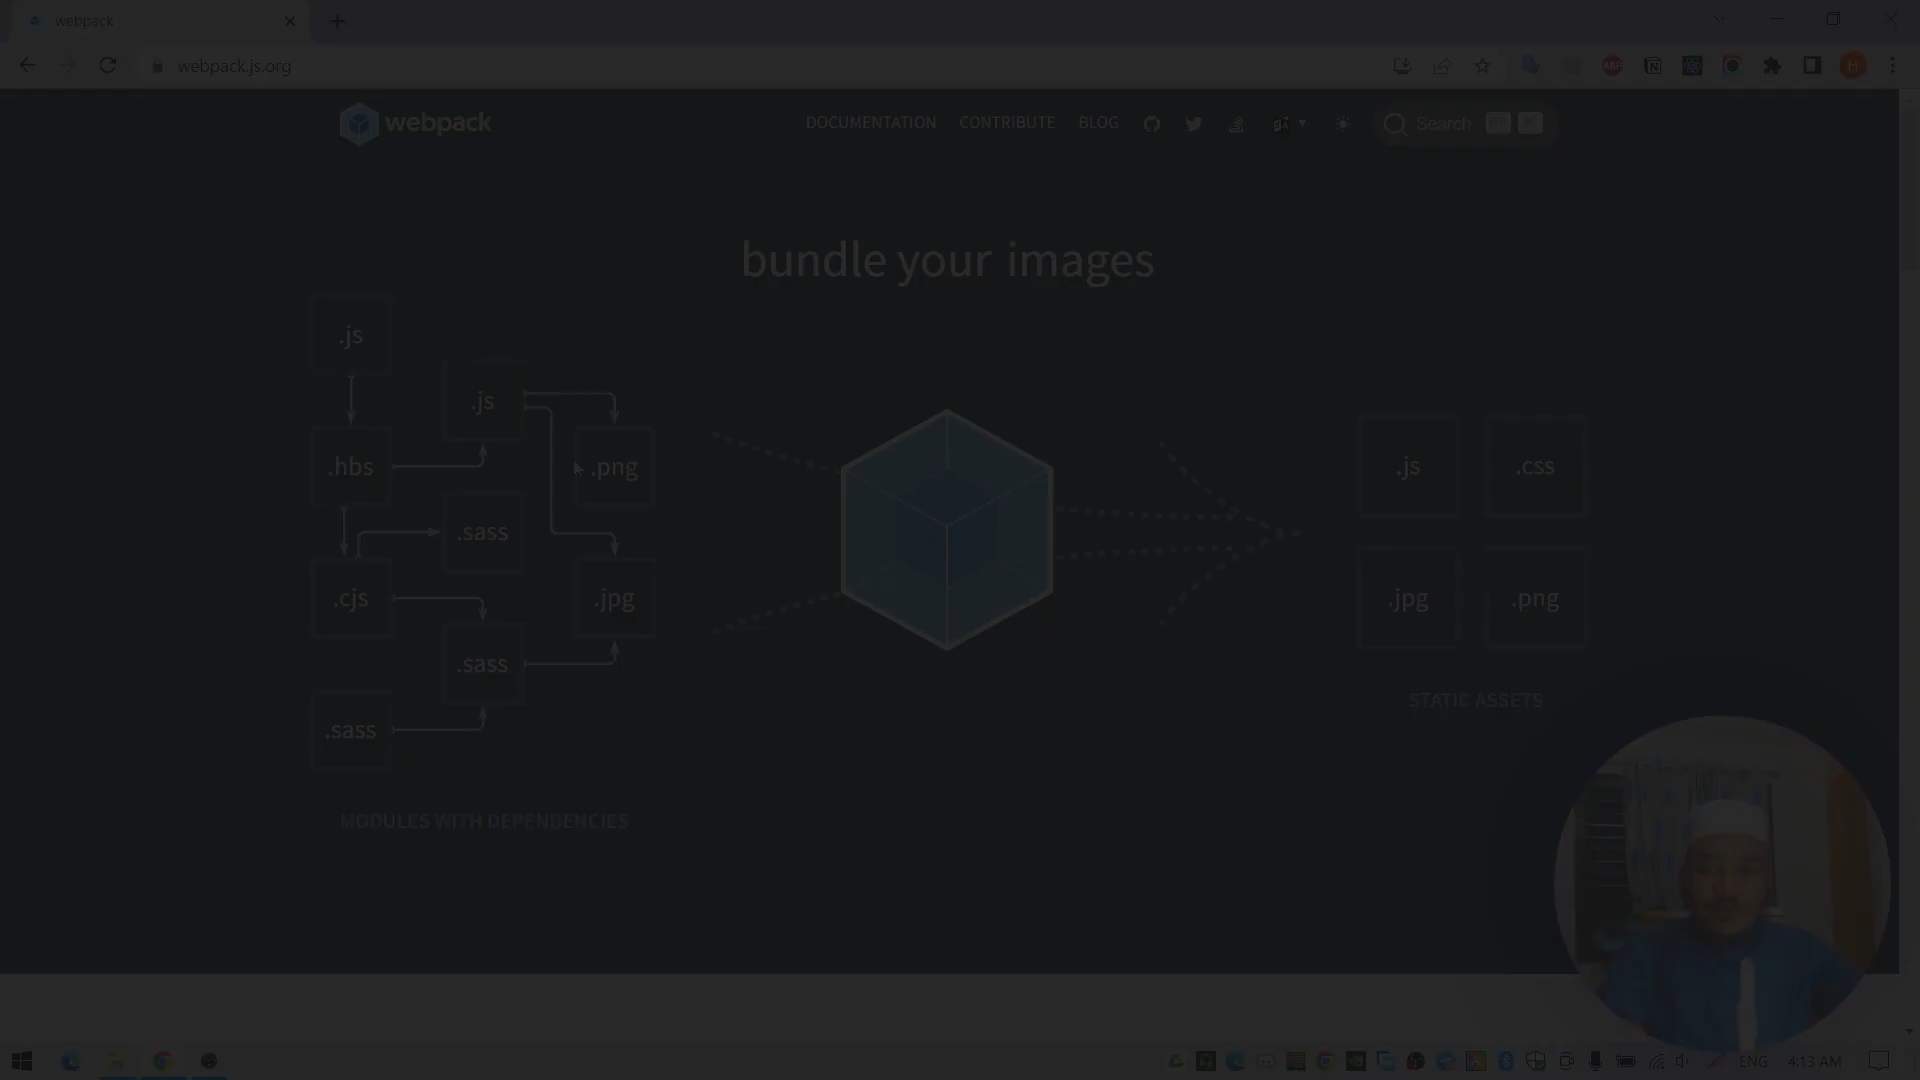 webpack
webpack.js.org
webpack
DOCUMENTATION
CONTRIBUTE
BLOG
Search
bundle your images
.js
.js
.hbs
.png
.sass
.cjs
.jpg
.sass
.sass
MODULES WITH DEPENDENCIES
.js
.css
.jpg
.png
STATIC ASSETS
ENG
4:13 AM